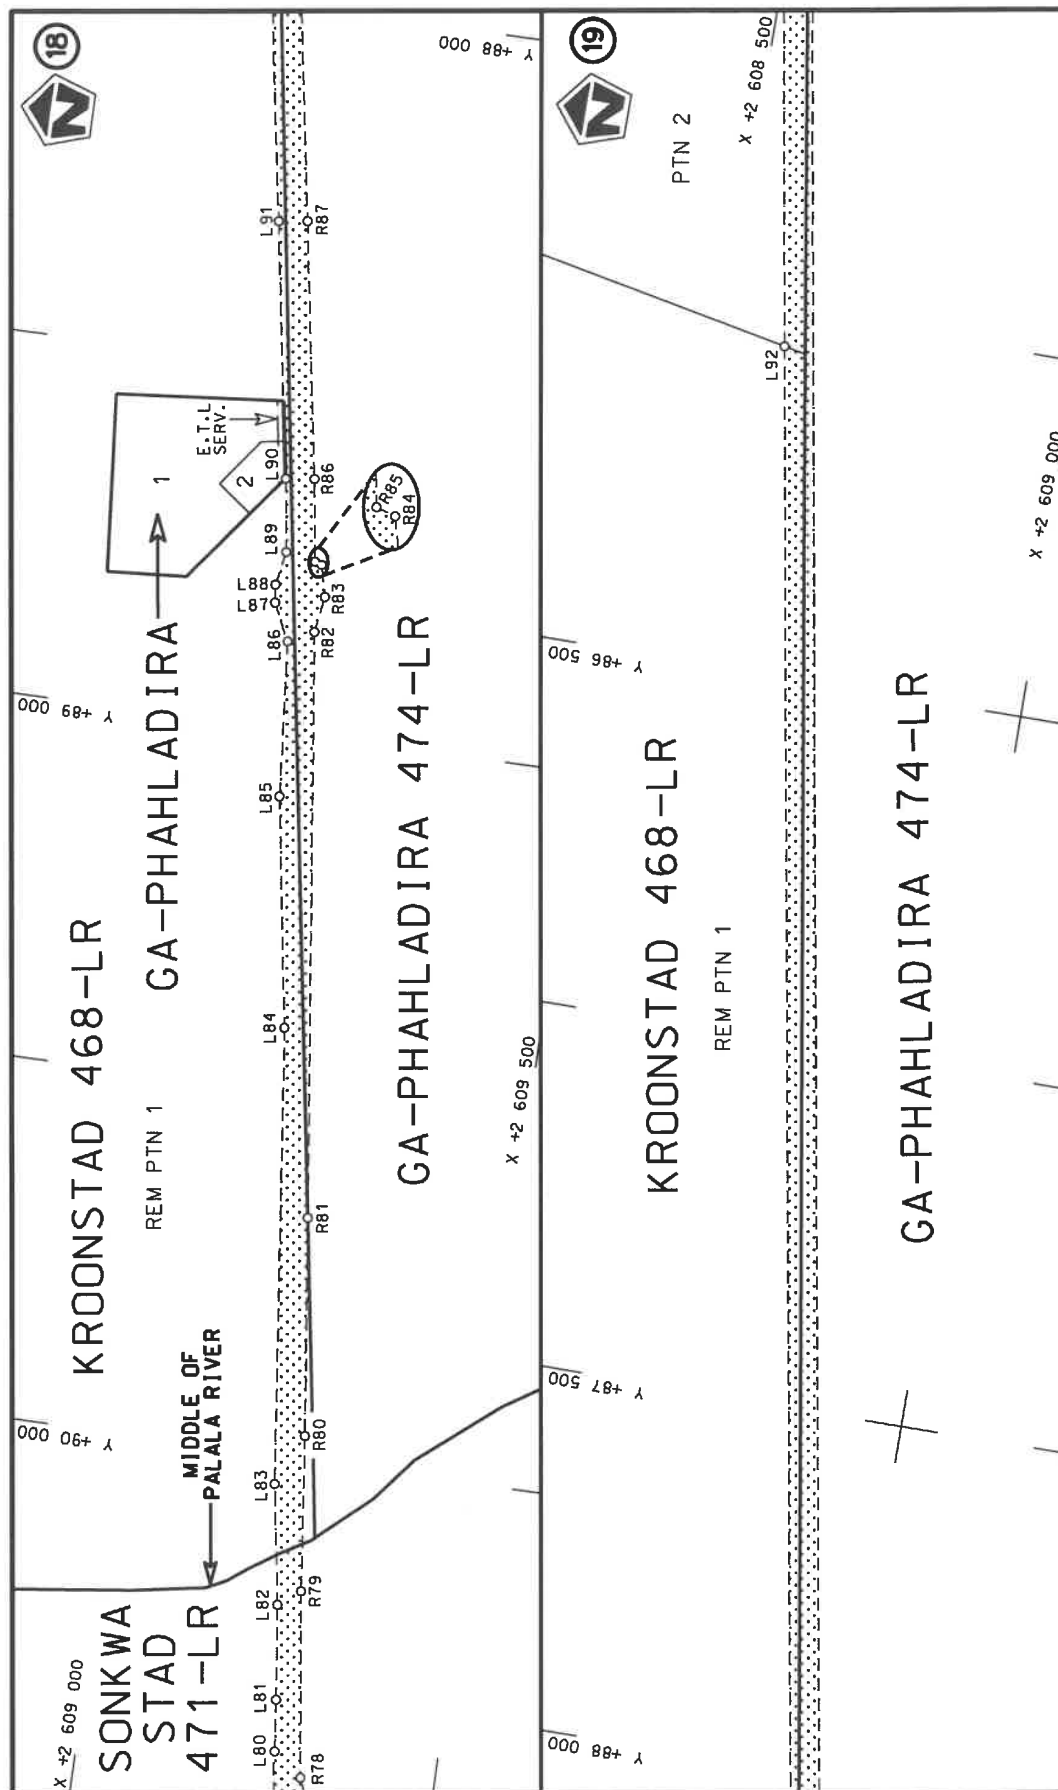 18
N
SONKWA
STAD
471-LR
X +2 609 000
MIDDLE OF
PALALA RIVER
KROONSTAD 468-LR
REM PTN 1
GA-PHAHLADIRA
1
2
E.T.L
SERV.
Y +90 000
Y +89 000
Y +88 000
L80
L81
L82
L83
L84
L85
L86
L87
L88
L89
L90
L91
R78
R79
R80
R81
R82
R83
R84
R85
R86
R87
GA-PHAHLADIRA 474-LR
X +2 609 500
19
N
PTN 2
X +2 608 500
L92
KROONSTAD 468-LR
REM PTN 1
Y +88 000
Y +87 500
Y +86 500
GA-PHAHLADIRA 474-LR
X +2 609 000